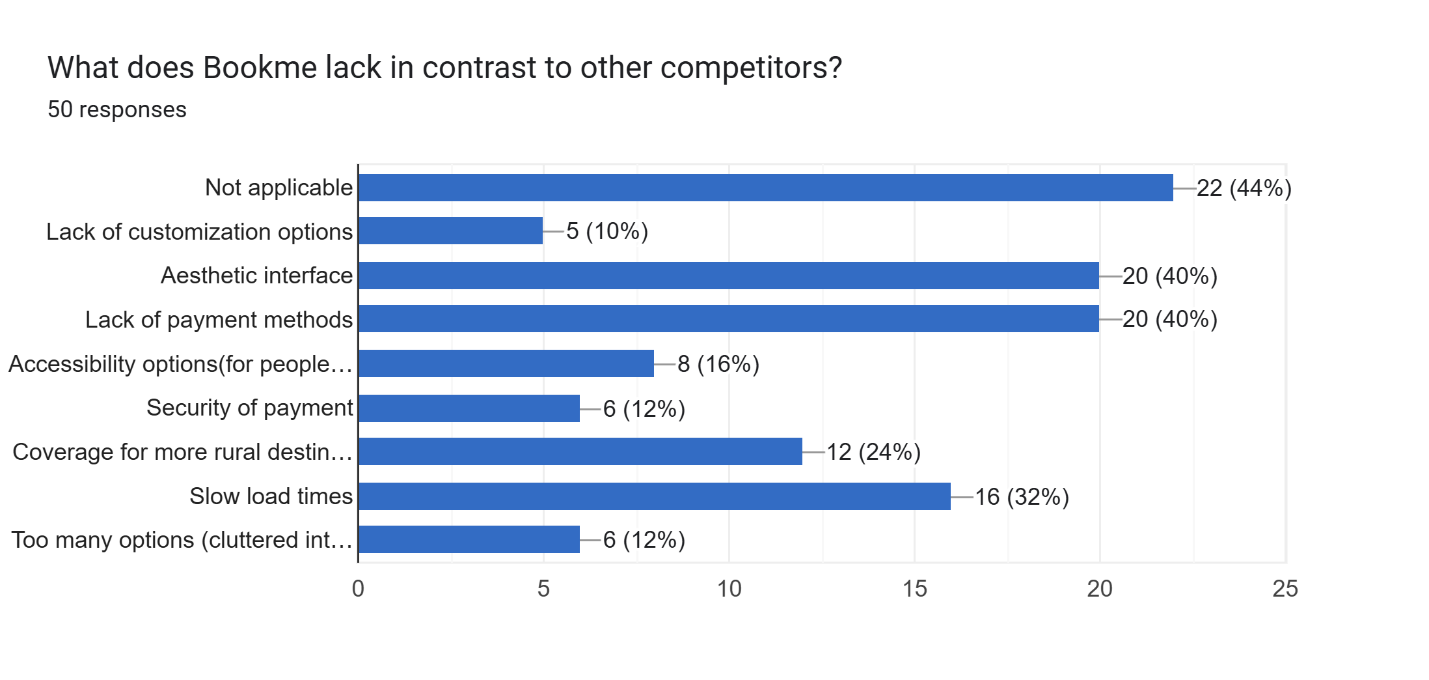 What does Bookme lack in contrast to other competitors?
50 responses
Not applicable 22 (44%)
Lack of customization options 5 (10%)
Aesthetic interface 20 (40%)
Lack of payment methods 20 (40%)
Accessibility options(for people… 8 (16%)
Security of payment 6 (12%)
Coverage for more rural destin… 12 (24%)
Slow load times 16 (32%)
Too many options (cluttered int… 6 (12%)
0 5 10 15 20 25